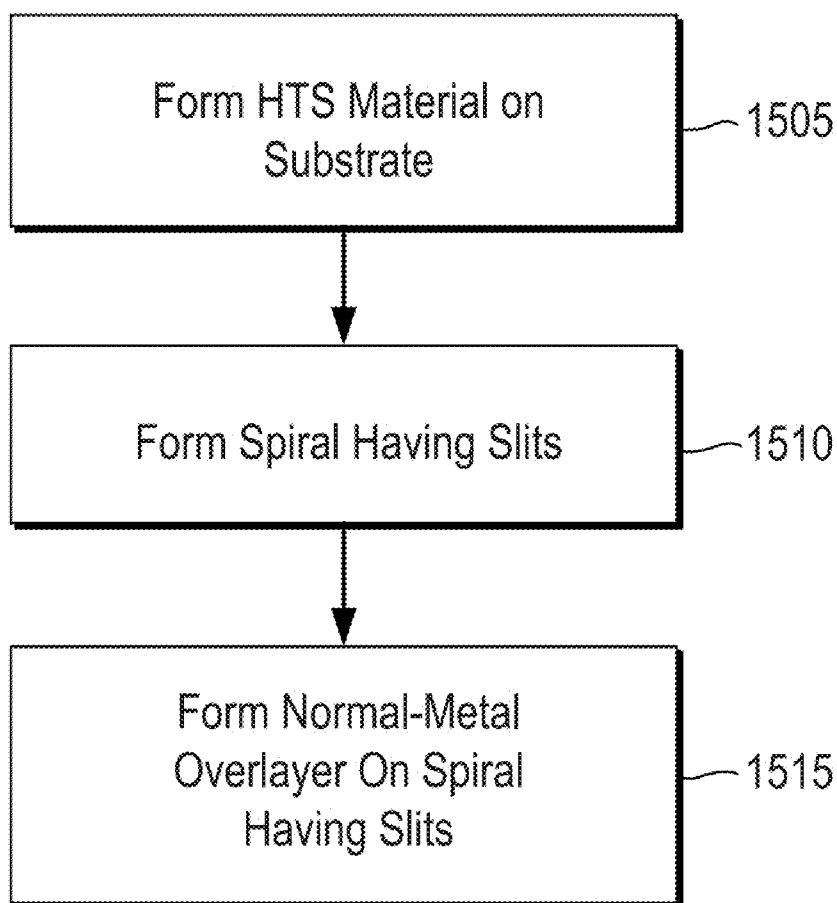 Form HTS Material on
Substrate
1505
Form Spiral Having Slits
1510
Form Normal-Metal
Overlayer On Spiral
Having Slits
1515